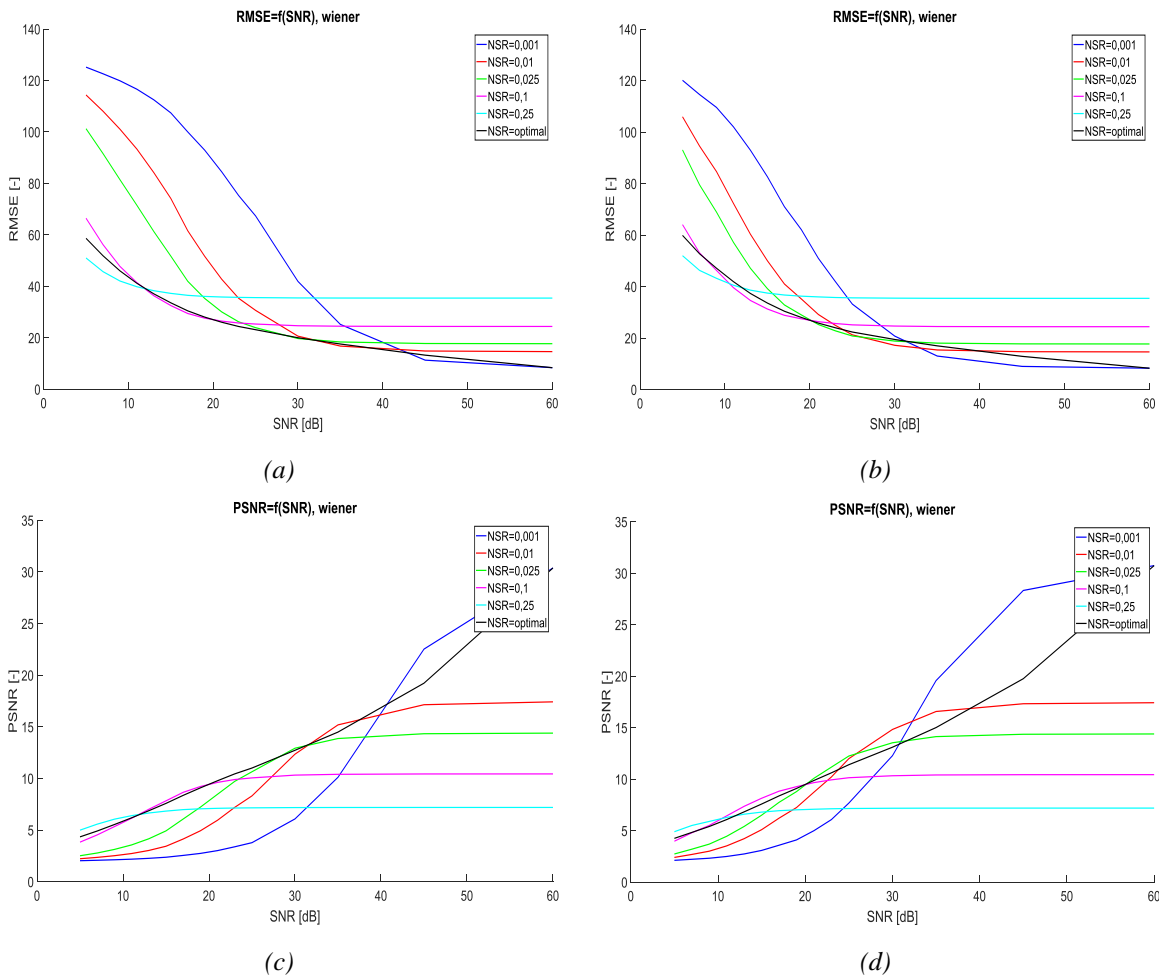 RMSE=f(SNR), wiener
140
120
100
80
60
40
20
0
RMSE [-]
0
10
20
30
40
50
60
SNR [dB]
NSR=0,001
NSR=0,01
NSR=0,025
NSR=0,1
NSR=0,25
NSR=optimal
(a)
RMSE=f(SNR), wiener
140
120
100
80
60
40
20
0
RMSE [-]
0
10
20
30
40
50
60
SNR [dB]
NSR=0,001
NSR=0,01
NSR=0,025
NSR=0,1
NSR=0,25
NSR=optimal
(b)
PSNR=f(SNR), wiener
35
30
25
20
15
10
5
0
PSNR [-]
0
10
20
30
40
50
60
SNR [dB]
NSR=0,001
NSR=0,01
NSR=0,025
NSR=0,1
NSR=0,25
NSR=optimal
(c)
PSNR=f(SNR), wiener
35
30
25
20
15
10
5
0
PSNR [-]
0
10
20
30
40
50
60
SNR [dB]
NSR=0,001
NSR=0,01
NSR=0,025
NSR=0,1
NSR=0,25
NSR=optimal
(d)